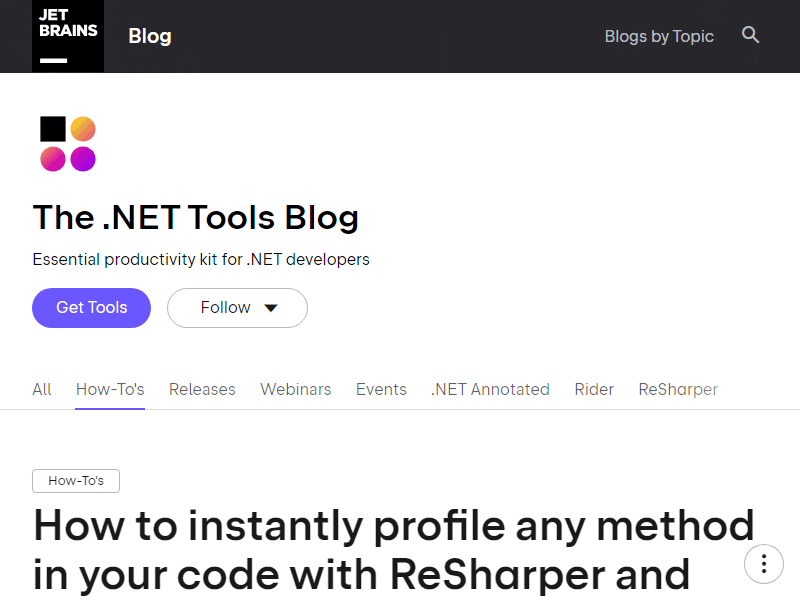 JET
BRAINS
Blog
Blogs by Topic
The .NET Tools Blog
Essential productivity kit for .NET developers
Get Tools
Follow
All How-To's Releases Webinars Events .NET Annotated Rider ReSharper
How-To's
How to instantly profile any method
in your code with ReSharper and